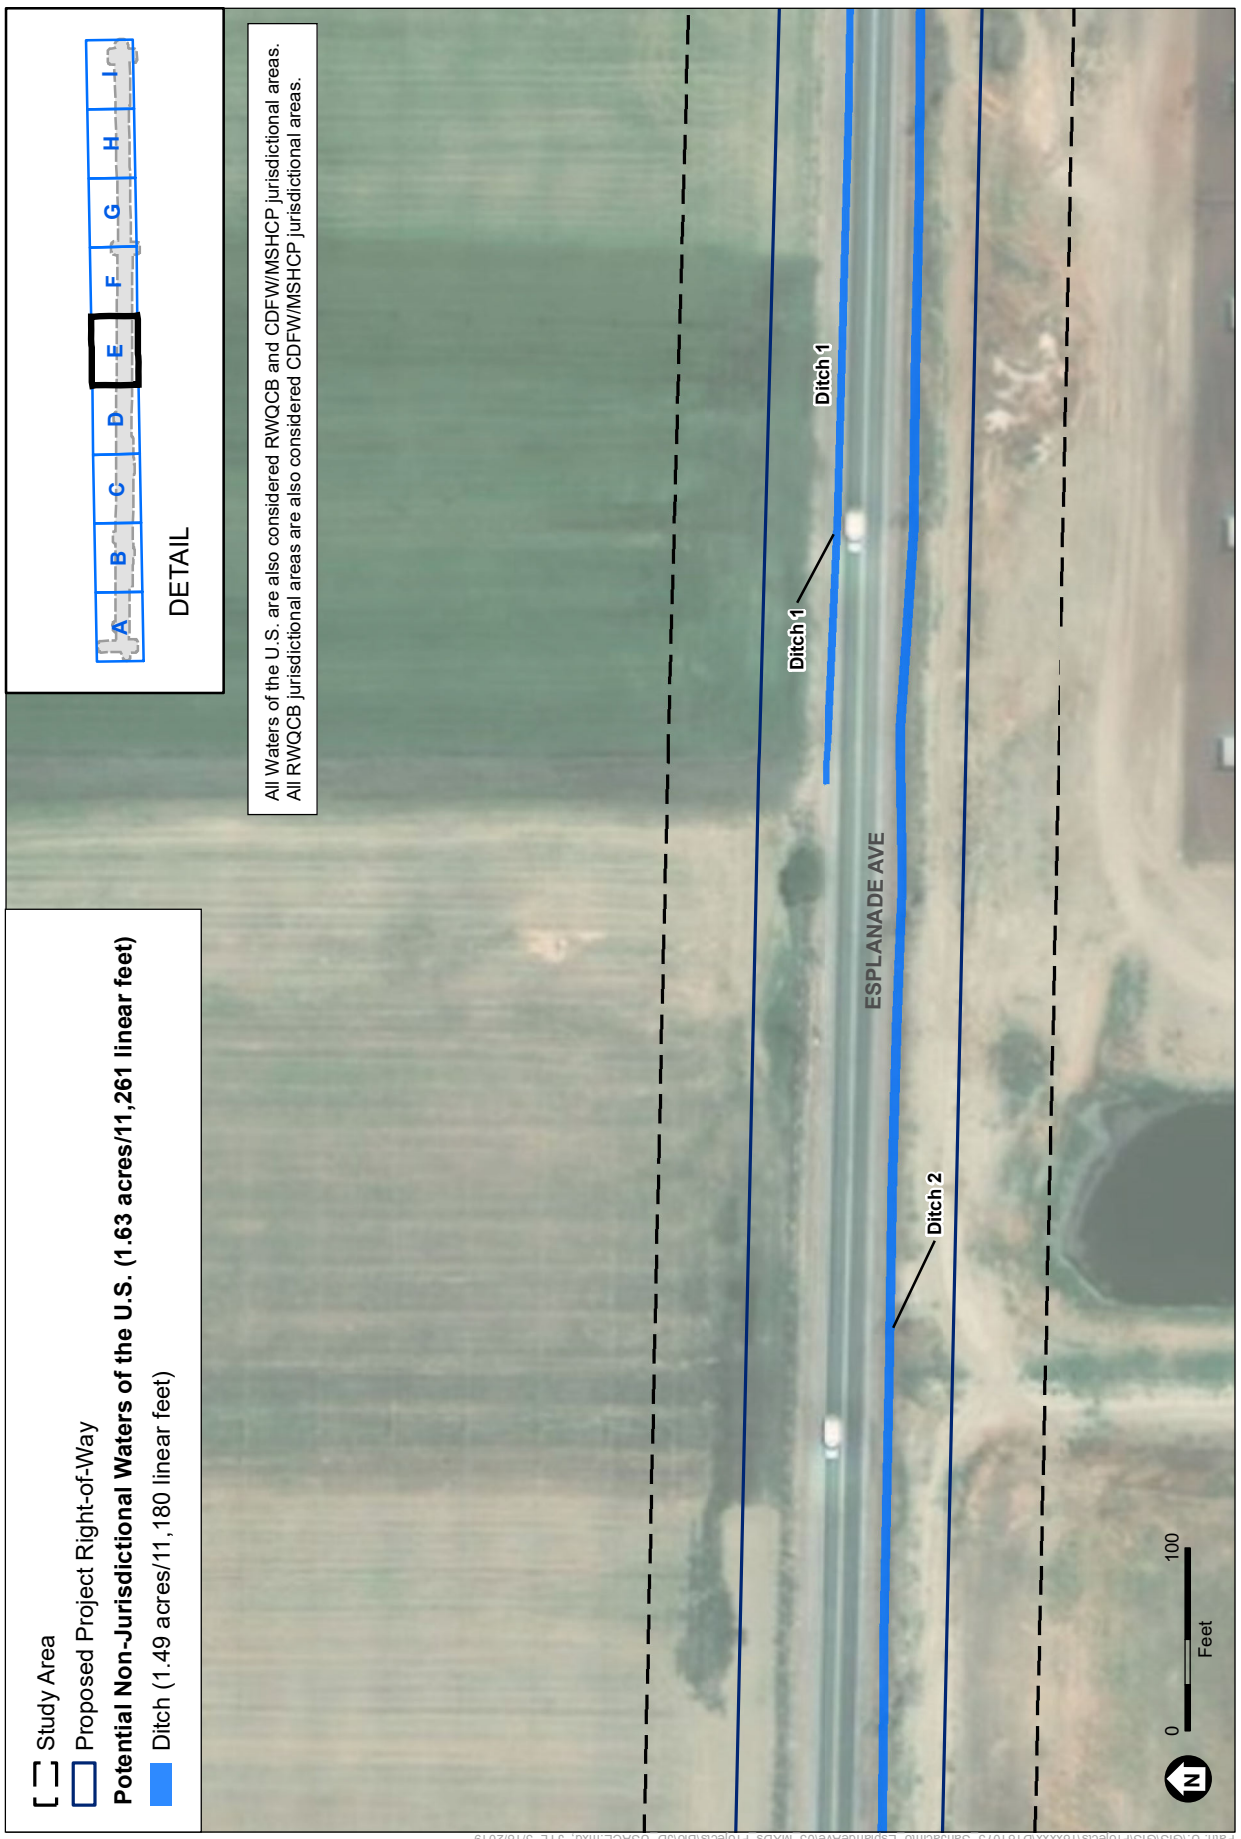 Study Area
Proposed Project Right-of-Way
Potential Non-Jurisdictional Waters of the U.S. (1.63 acres/11,261 linear feet)
Ditch (1.49 acres/11,180 linear feet)
A B C D E F G H I
DETAIL
All Waters of the U.S. are also considered RWQCB and CDFW/MSHCP jurisdictional areas.
All RWQCB jurisdictional areas are also considered CDFW/MSHCP jurisdictional areas.
Ditch 1
Ditch 1
ESPLANADE AVE
Ditch 2
0 100
Feet
N